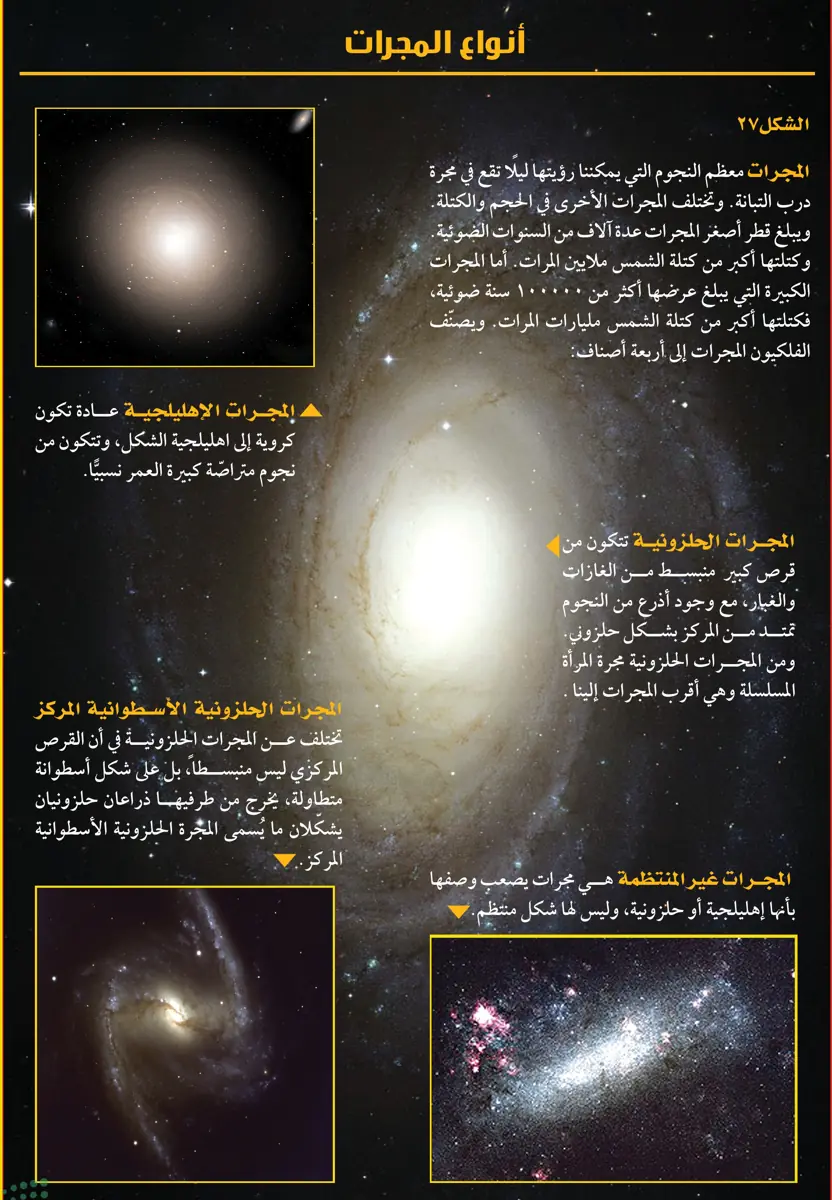 أنواع المجرات
الشكل٢٧
المجرات معظم النجوم التي يمكننا رؤيتها ليلًا تقع في مجرة
درب التبانة. وتختلف المجرات الأخرى في الحجم والكتلة.
ويبلغ قطر أصغر المجرات عدة آلاف من السنوات الضوئية.
وكتلتها أكبر من كتلة الشمس ملايين المرات. أما المجرات
الكبيرة التي يبلغ عرضها أكثر من ١٠٠٠٠٠ سنة ضوئية،
فكتلتها أكبر من كتلة الشمس مليارات المرات. ويصنّف
الفلكيون المجرات إلى أربعة أصناف:
المجرات الإهليلجية عادة تكون
كروية إلى اهليلجية الشكل، وتتكون من
نجوم متراصّة كبيرة العمر نسبيًّا.
المجرات الحلزونية تتكون من
قرص كبير منبسط من الغازات
والغبار، مع وجود أذرع من النجوم
تمتد من المركز بشكل حلزوني.
ومن المجرات الحلزونية مجرة المرأة
المسلسلة وهي أقرب المجرات إلينا .
المجرات الحلزونية الأسطوانية المركز
تختلف عن المجرات الحلزونية في أن القرص
المركزي ليس منبسطاً، بل على شكل أسطوانة
متطاولة، يخرج من طرفيها ذراعان حلزونيان
يشكّلان ما يُسمى المجرة الحلزونية الأسطوانية
المركز.
المجرات غير المنتظمة هي مجرات يصعب وصفها
بأنها إهليلجية أو حلزونية، وليس لها شكل منتظم.